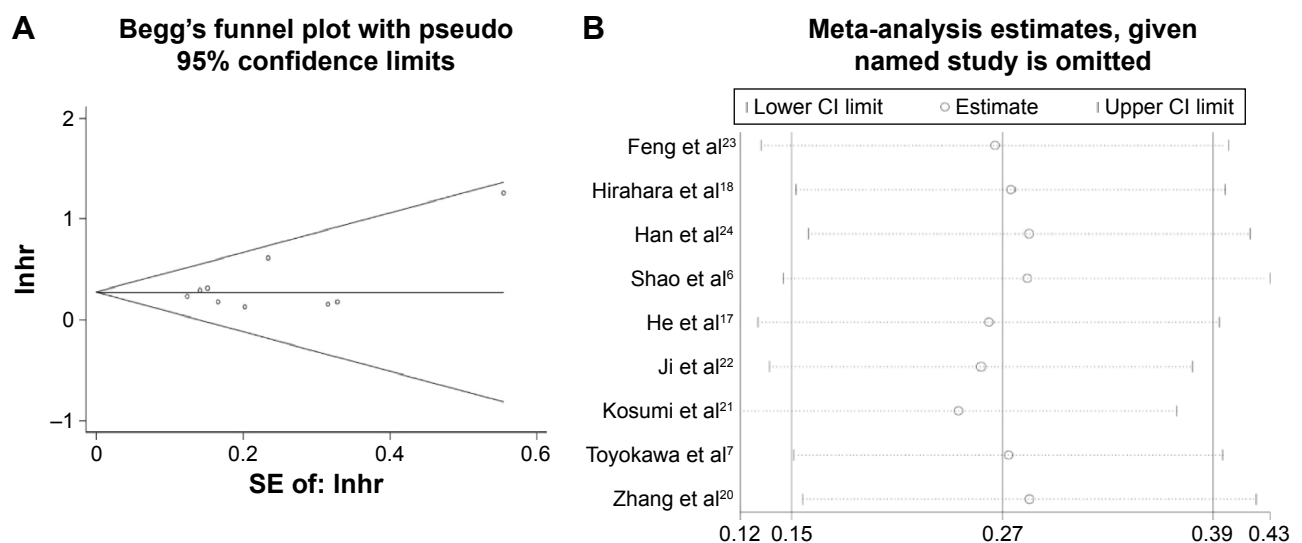 A
Begg's funnel plot with pseudo
95% confidence limits
2
1
0
–1
lnhr
0 0.2 0.4 0.6
SE of: lnhr
B
Meta-analysis estimates, given
named study is omitted
Lower CI limit Estimate Upper CI limit
Feng et al²³
Hirahara et al¹⁸
Han et al²⁴
Shao et al⁶
He et al¹⁷
Ji et al²²
Kosumi et al²¹
Toyokawa et al⁷
Zhang et al²⁰
0.12 0.15 0.27 0.39 0.43